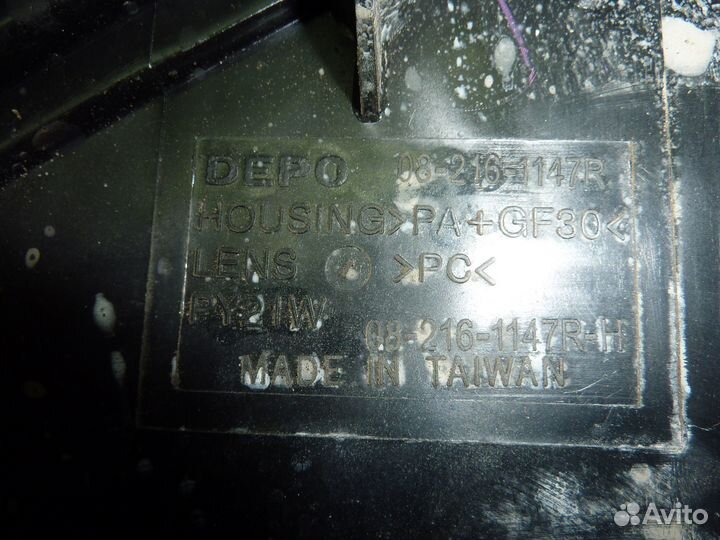 DEPO 08-216-1147R
HOUSING>PA+GF30<
LENS >PC<
PY21W
08-216-1147R-H
MADE IN TAIWAN
Avito